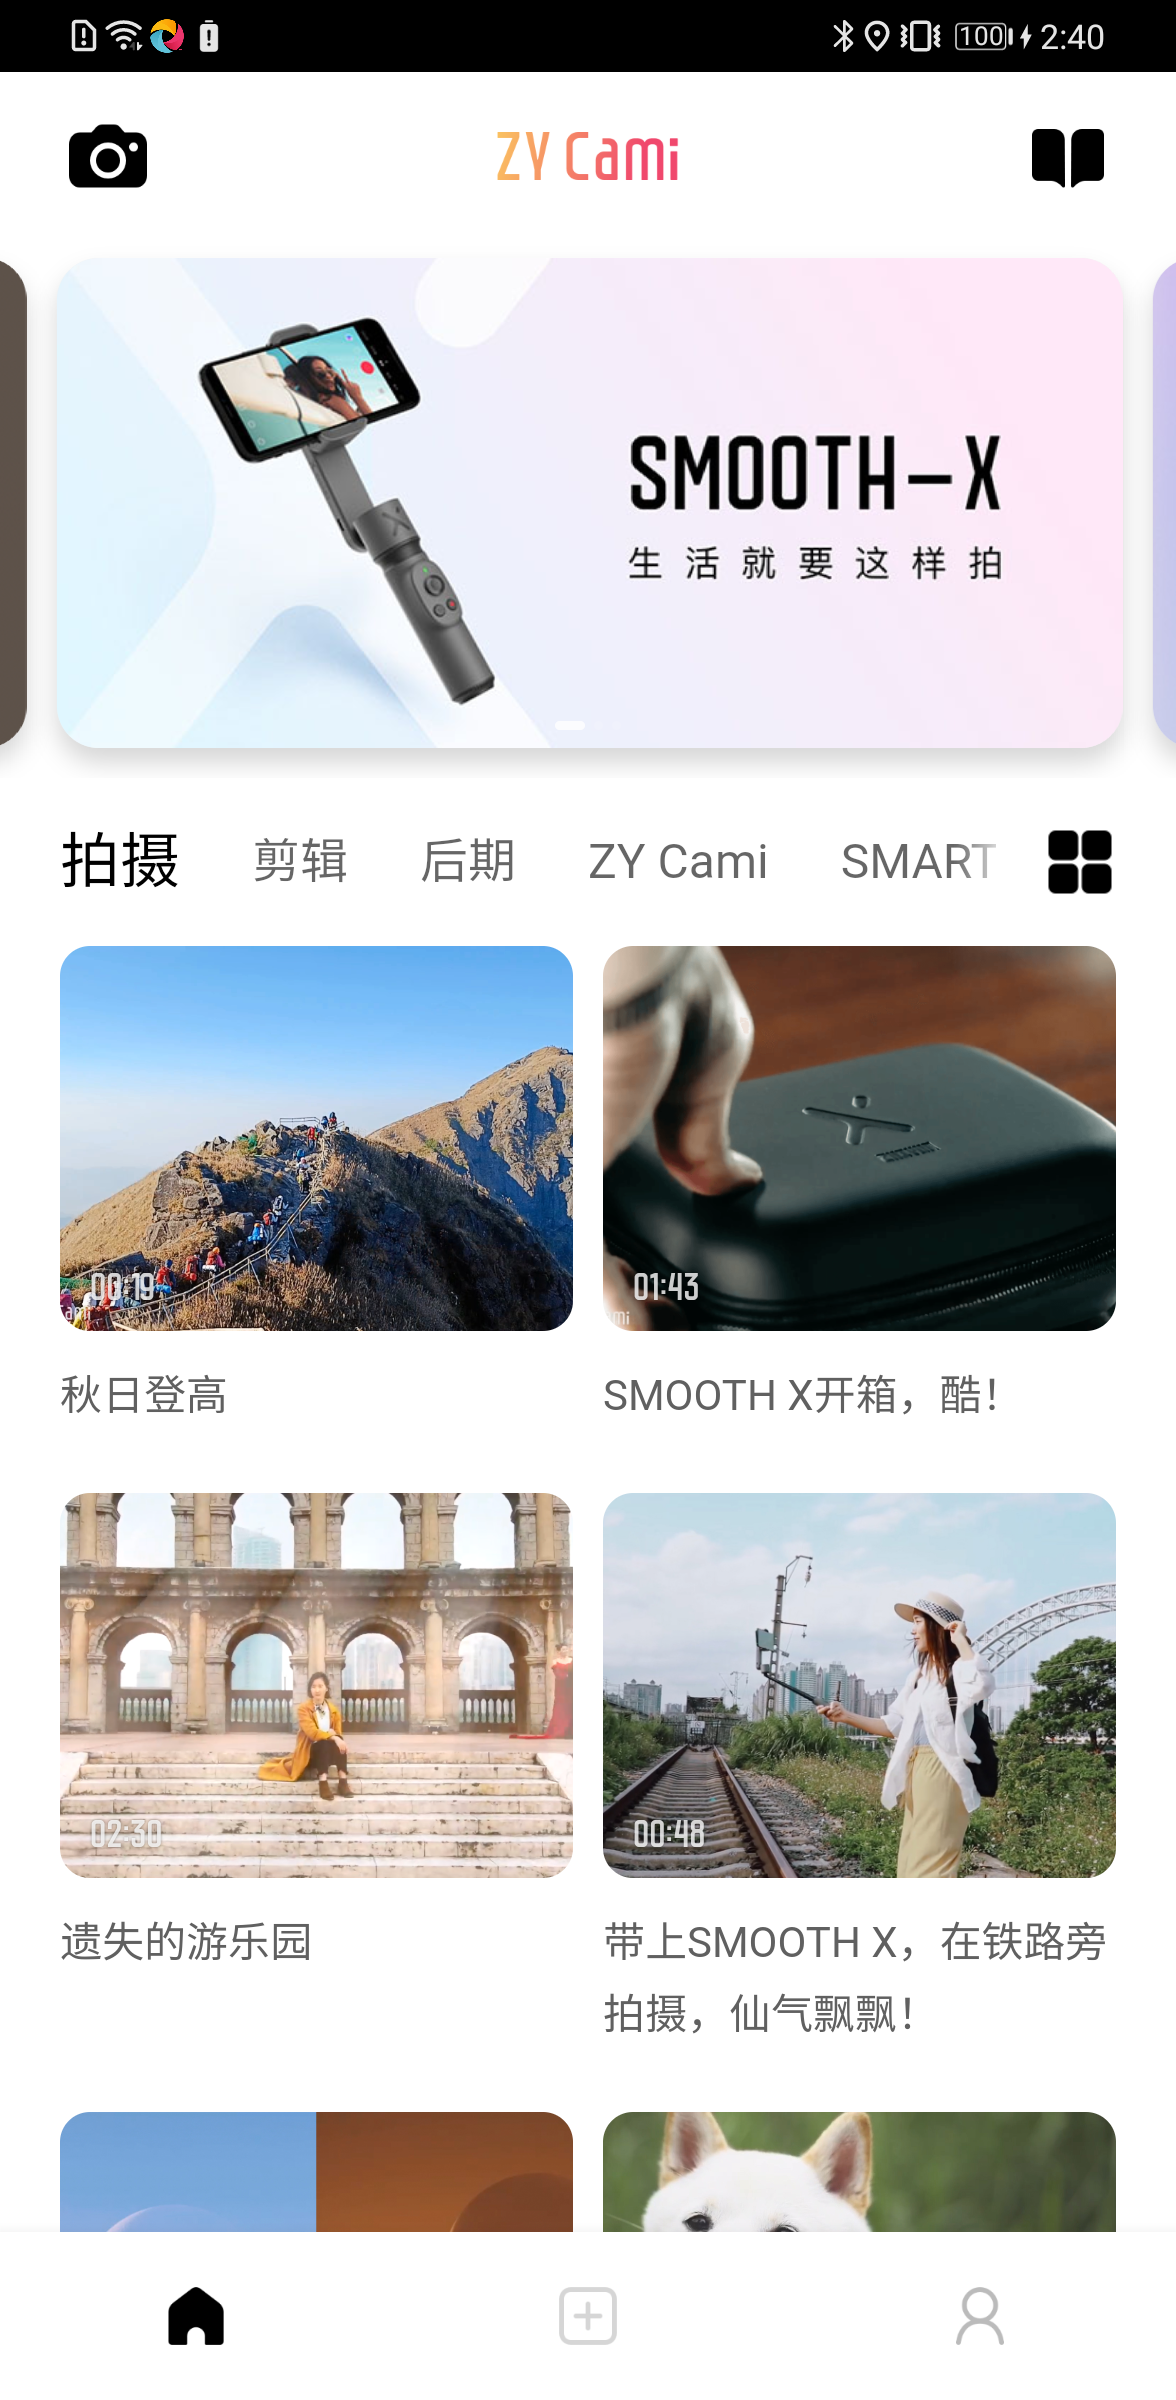 100 2:40
ZY Cami
SMOOTH-X
生活就要这样拍
拍摄 剪辑 后期 ZY Cami SMART
00:19
01:43
秋日登高
SMOOTH X开箱，酷！
02:30
00:48
遗失的游乐园
带上SMOOTH X，在铁路旁
拍摄，仙气飘飘！